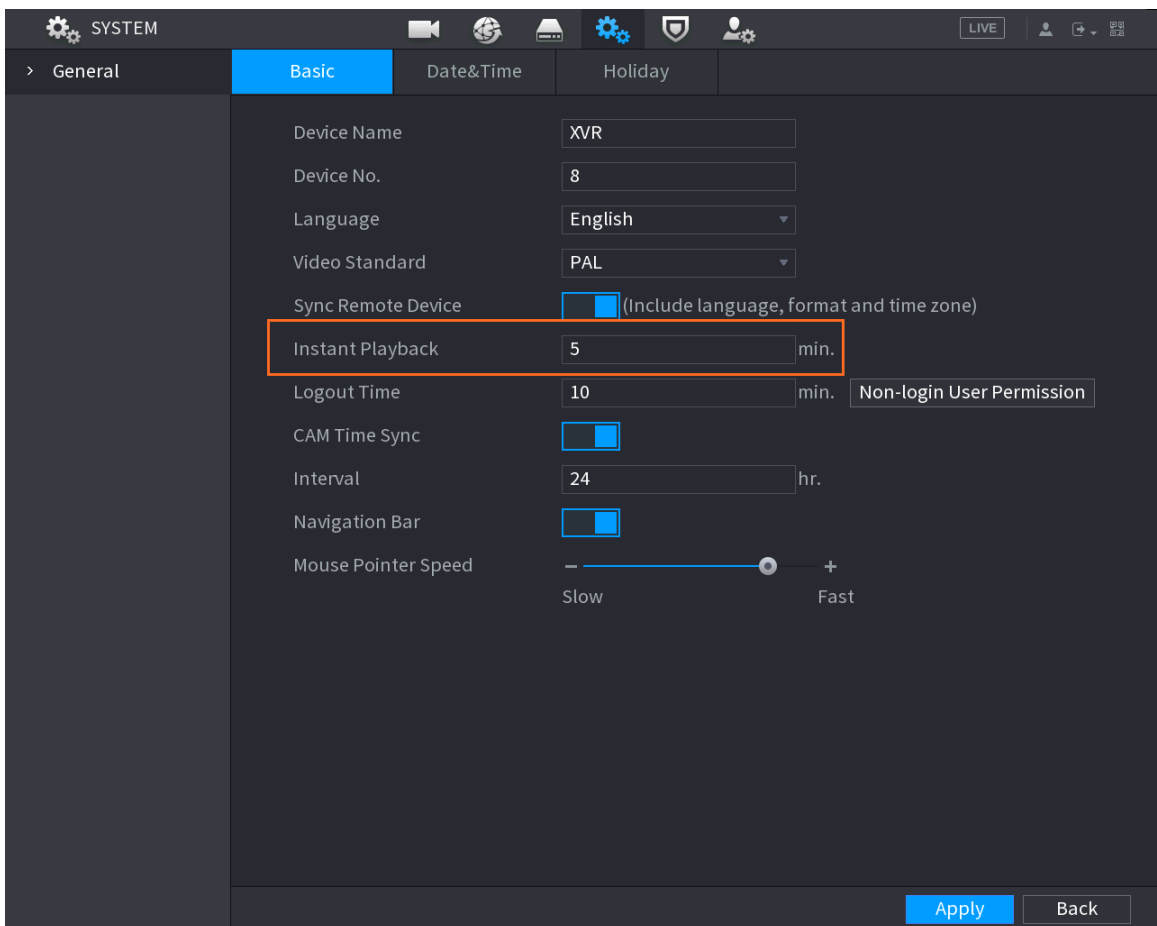 SYSTEM LIVE
> General Basic Date&Time Holiday
Device Name XVR
Device No. 8
Language English
Video Standard PAL
Sync Remote Device (Include language, format and time zone)
Instant Playback 5 min.
Logout Time 10 min. Non-login User Permission
CAM Time Sync
Interval 24 hr.
Navigation Bar
Mouse Pointer Speed − +
Slow Fast
Apply Back